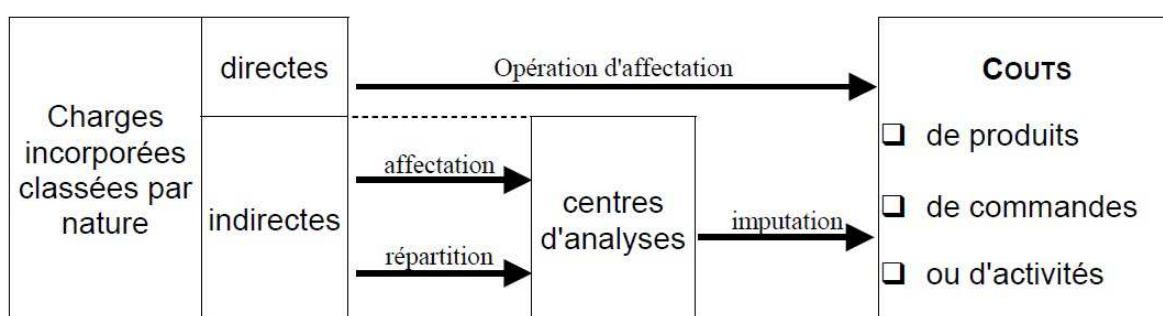 Charges
incorporées
classées par
nature
directes
indirectes
Opération d'affectation
affectation
répartition
centres
d'analyses
imputation
COUTS
❑ de produits
❑ de commandes
❑ ou d'activités